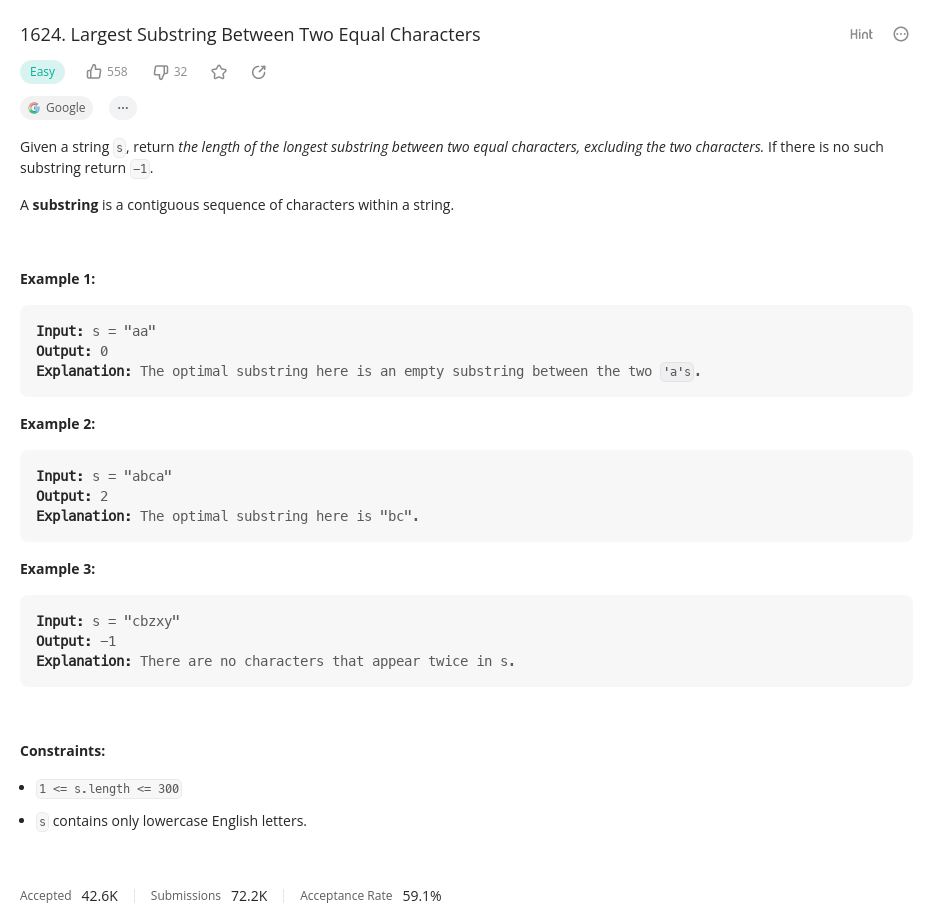 1624. Largest Substring Between Two Equal Characters
Hint
Easy
558
32
Google
...
Given a string s, return the length of the longest substring between two equal characters, excluding the two characters. If there is no such
substring return -1.
A substring is a contiguous sequence of characters within a string.
Example 1:
Input: s = "aa"
Output: 0
Explanation: The optimal substring here is an empty substring between the two 'a's.
Example 2:
Input: s = "abca"
Output: 2
Explanation: The optimal substring here is "bc".
Example 3:
Input: s = "cbzxy"
Output: -1
Explanation: There are no characters that appear twice in s.
Constraints:
• 1 <= s.length <= 300
• s contains only lowercase English letters.
Accepted 42.6K Submissions 72.2K Acceptance Rate 59.1%